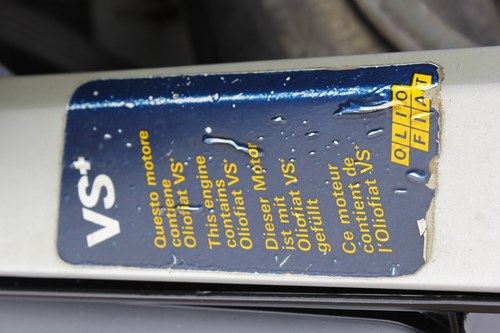 VS+
Questo motore
contiene
Oliofiat VS+
This engine
contains
Oliofiat VS+
Dieser Motor
ist mit
Oliofiat VS+
gefüllt
Ce moteur
contient de
l'Oliofiat VS+
OLIO
FIAT